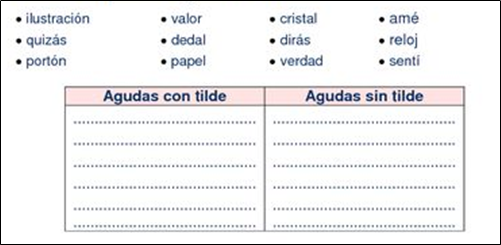 • ilustración • valor • cristal • amé
• quizás • dedal • dirás • reloj
• portón • papel • verdad • sentí
Agudas con tilde Agudas sin tilde